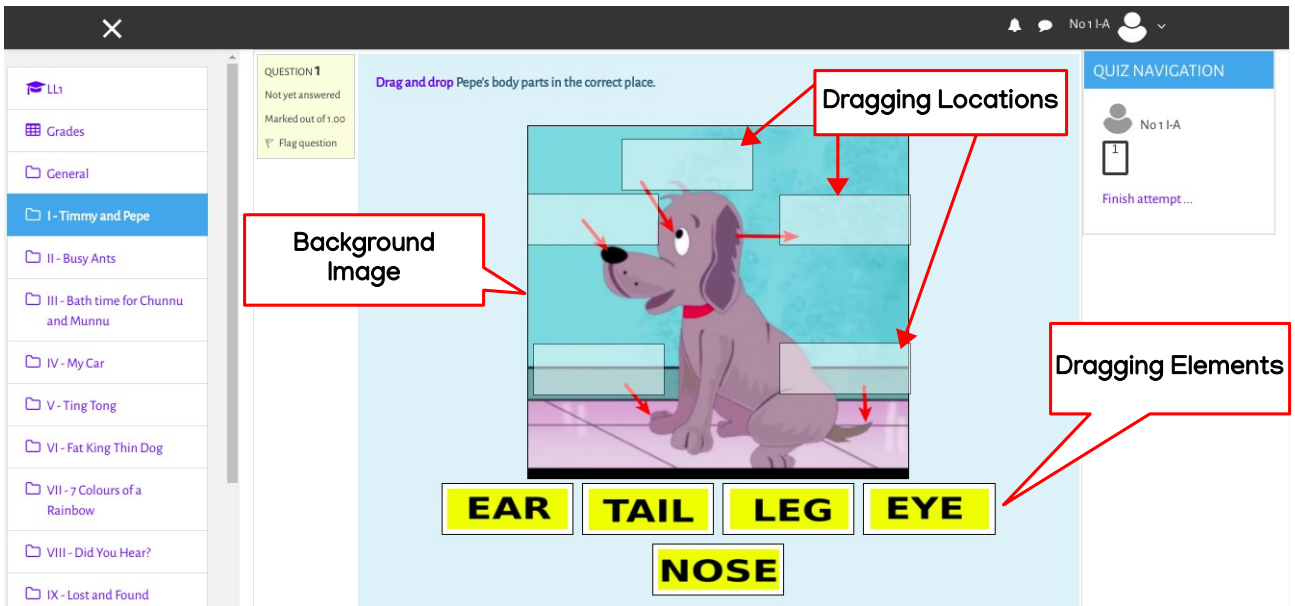 No 1 I-A
LL1
Grades
General
I - Timmy and Pepe
II - Busy Ants
III - Bath time for Chunnu
and Munnu
IV - My Car
V - Ting Tong
VI - Fat King Thin Dog
VII - 7 Colours of a
Rainbow
VIII - Did You Hear?
IX - Lost and Found
QUESTION 1
Not yet answered
Marked out of 1.00
Flag question
Drag and drop Pepe's body parts in the correct place.
Dragging Locations
Background
Image
Dragging Elements
EAR TAIL LEG EYE
NOSE
QUIZ NAVIGATION
No 1 I-A
1
Finish attempt ...